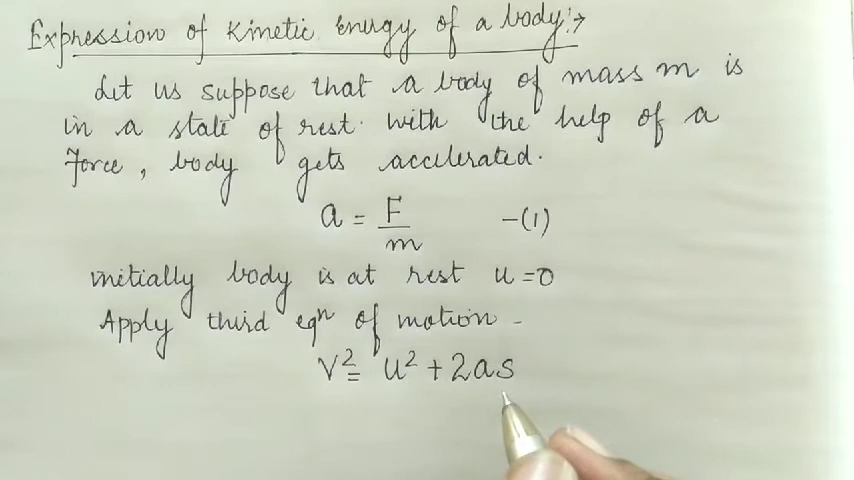 Expression of Kinetic Energy of a body:→
Let us suppose that a body of mass m is
in a state of rest. With the help of a
force, body gets accelerated.
a = F/m -(1)
initially body is at rest u=0
Apply third eqⁿ of motion -
V² = u² + 2as